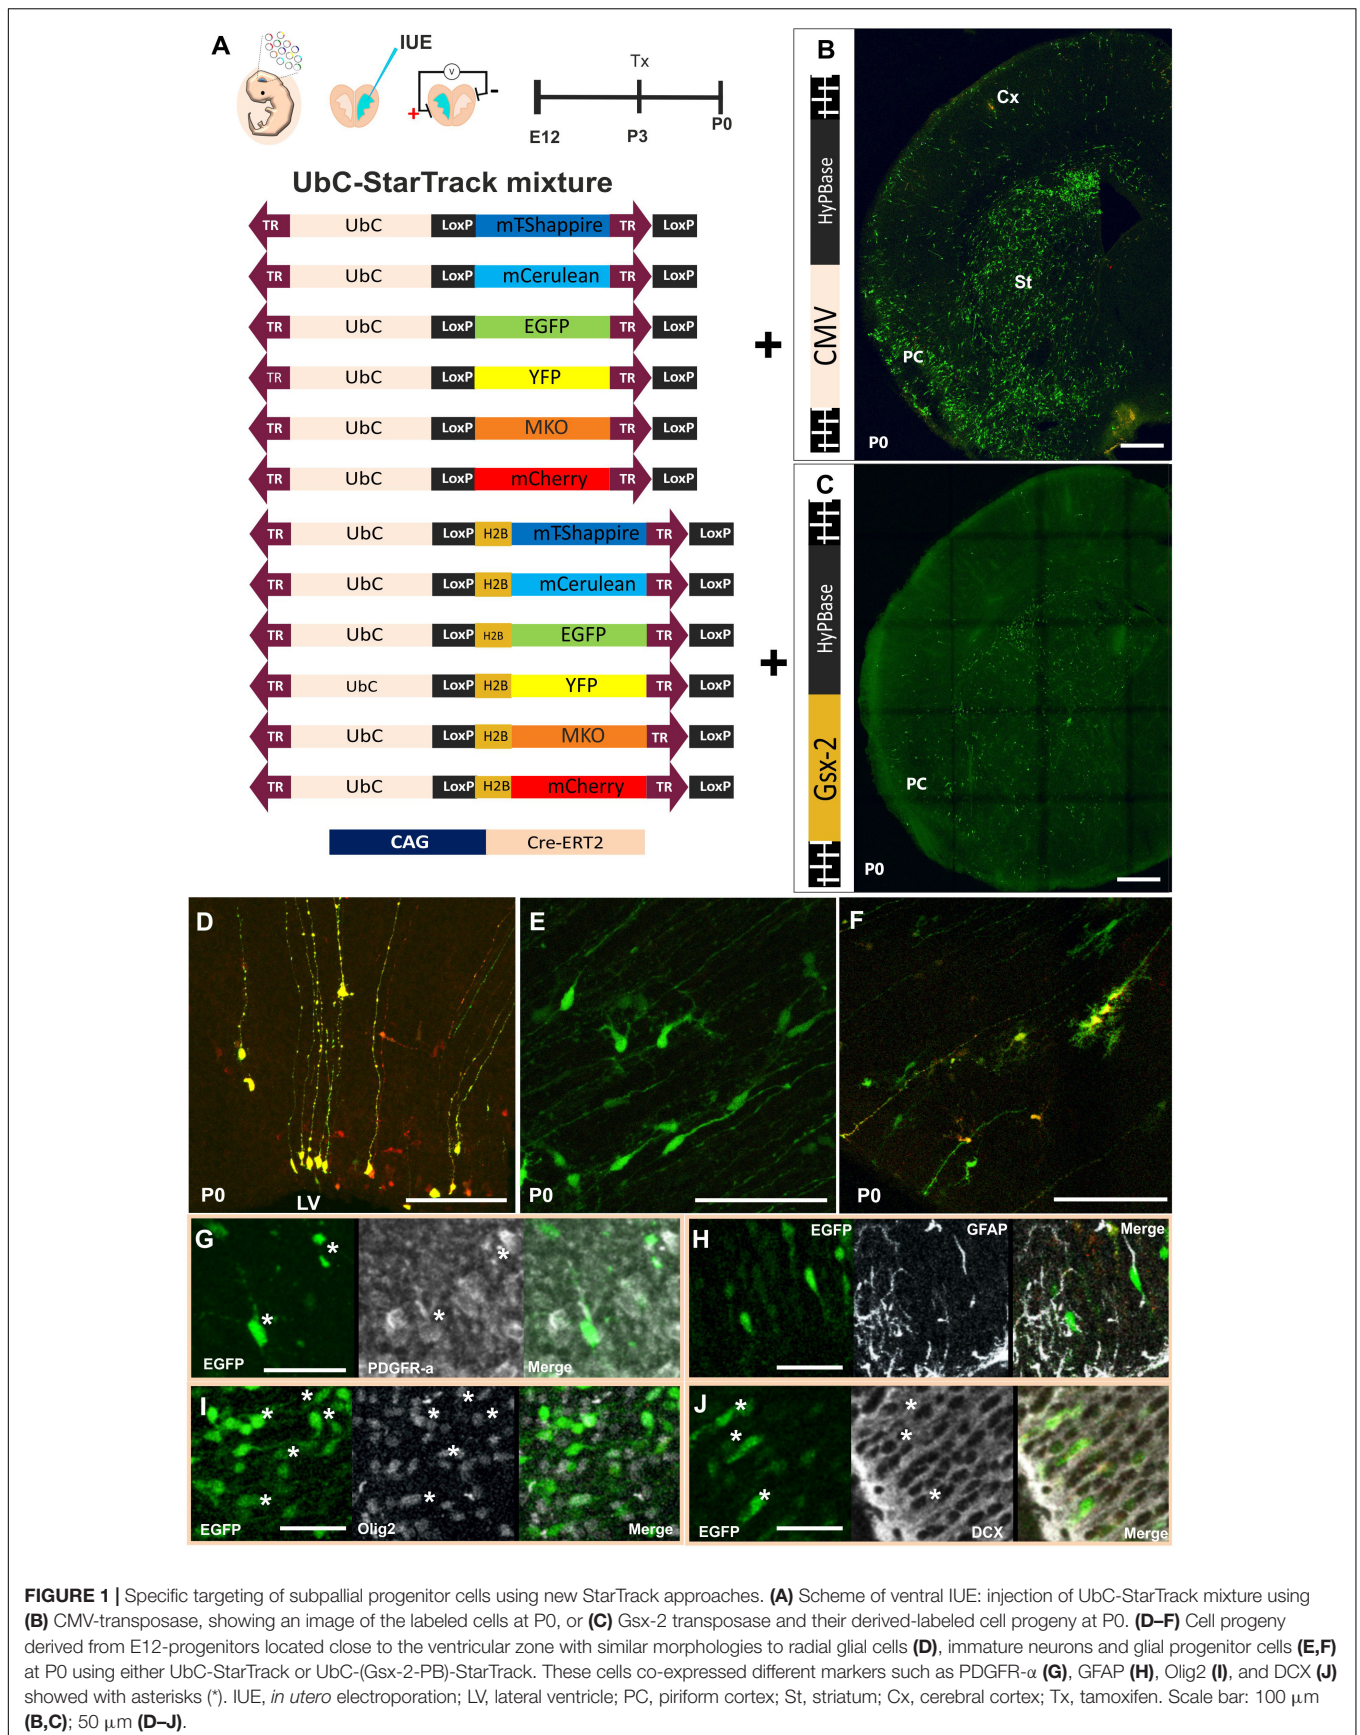 A
IUE
V
+
-
Tx
E12
P3
P0
UbC-StarTrack mixture
TR UbC LoxP mT-Shappire TR LoxP
TR UbC LoxP mCerulean TR LoxP
TR UbC LoxP EGFP TR LoxP
TR UbC LoxP YFP TR LoxP
TR UbC LoxP MKO TR LoxP
TR UbC LoxP mCherry TR LoxP
TR UbC LoxP H2B mT-Shappire TR LoxP
TR UbC LoxP H2B mCerulean TR LoxP
TR UbC LoxP H2B EGFP TR LoxP
TR UbC LoxP H2B YFP TR LoxP
TR UbC LoxP H2B MKO TR LoxP
TR UbC LoxP H2B mCherry TR LoxP
CAG Cre-ERT2
+
B
HyPBase
CMV
Cx
St
PC
P0
+
C
HyPBase
Gsx-2
PC
P0
D
P0
LV
E
P0
F
P0
G
* * * *
EGFP
PDGFR-a
Merge
H
EGFP
GFAP
Merge
I
* * * * *
* * * * *
EGFP
Olig2
Merge
J
* * *
* * *
EGFP
DCX
Merge
FIGURE 1 | Specific targeting of subpallial progenitor cells using new StarTrack approaches. (A) Scheme of ventral IUE: injection of UbC-StarTrack mixture using
(B) CMV-transposase, showing an image of the labeled cells at P0, or (C) Gsx-2 transposase and their derived-labeled cell progeny at P0. (D–F) Cell progeny
derived from E12-progenitors located close to the ventricular zone with similar morphologies to radial glial cells (D), immature neurons and glial progenitor cells (E,F)
at P0 using either UbC-StarTrack or UbC-(Gsx-2-PB)-StarTrack. These cells co-expressed different markers such as PDGFR-α (G), GFAP (H), Olig2 (I), and DCX (J)
showed with asterisks (*). IUE, in utero electroporation; LV, lateral ventricle; PC, piriform cortex; St, striatum; Cx, cerebral cortex; Tx, tamoxifen. Scale bar: 100 μm
(B,C); 50 μm (D–J).